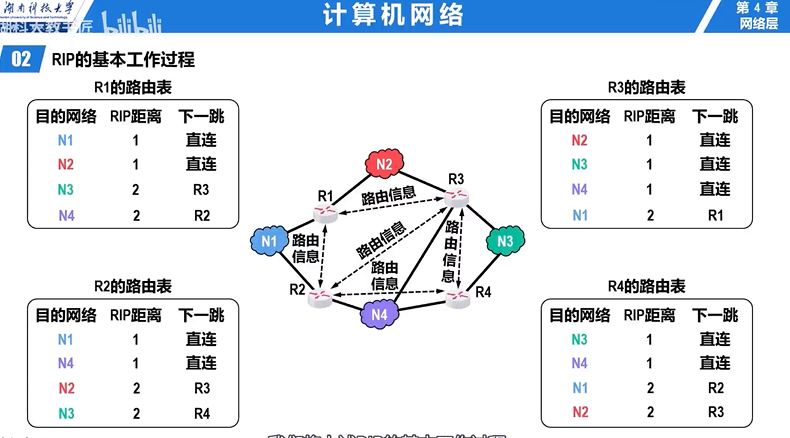 湖南科技大学
bilibili
计算机网络
第 4 章
网络层
02 RIP的基本工作过程
R1的路由表
目的网络 RIP距离 下一跳
N1 1 直连
N2 1 直连
N3 2 R3
N4 2 R2
R3的路由表
目的网络 RIP距离 下一跳
N2 1 直连
N3 1 直连
N4 1 直连
N1 2 R1
N2
R3
R1
路由信息
N1
路由
信息
路由信息
路由
信息
N3
路由
信息
R2
R4
N4
R2的路由表
目的网络 RIP距离 下一跳
N1 1 直连
N4 1 直连
N2 2 R3
N3 2 R4
R4的路由表
目的网络 RIP距离 下一跳
N3 1 直连
N4 1 直连
N1 2 R2
N2 2 R3